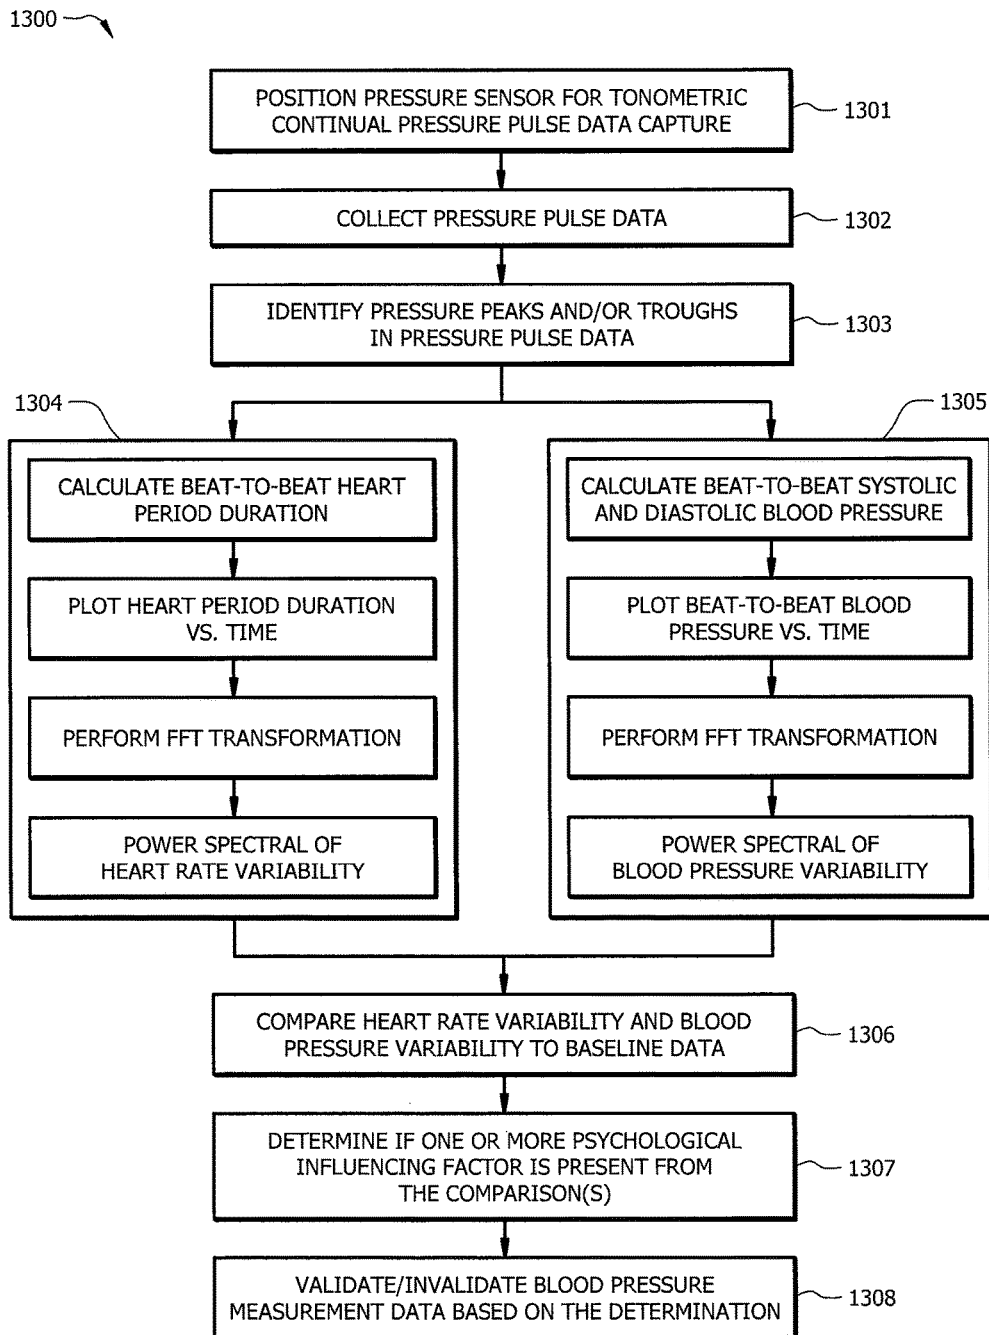 1300
POSITION PRESSURE SENSOR FOR TONOMETRIC
CONTINUAL PRESSURE PULSE DATA CAPTURE
1301
COLLECT PRESSURE PULSE DATA
1302
IDENTIFY PRESSURE PEAKS AND/OR TROUGHS
IN PRESSURE PULSE DATA
1303
1304
CALCULATE BEAT-TO-BEAT HEART
PERIOD DURATION
PLOT HEART PERIOD DURATION
VS. TIME
PERFORM FFT TRANSFORMATION
POWER SPECTRAL OF
HEART RATE VARIABILITY
1305
CALCULATE BEAT-TO-BEAT SYSTOLIC
AND DIASTOLIC BLOOD PRESSURE
PLOT BEAT-TO-BEAT BLOOD
PRESSURE VS. TIME
PERFORM FFT TRANSFORMATION
POWER SPECTRAL OF
BLOOD PRESSURE VARIABILITY
COMPARE HEART RATE VARIABILITY AND BLOOD
PRESSURE VARIABILITY TO BASELINE DATA
1306
DETERMINE IF ONE OR MORE PSYCHOLOGICAL
INFLUENCING FACTOR IS PRESENT FROM
THE COMPARISON(S)
1307
VALIDATE/INVALIDATE BLOOD PRESSURE
MEASUREMENT DATA BASED ON THE DETERMINATION
1308